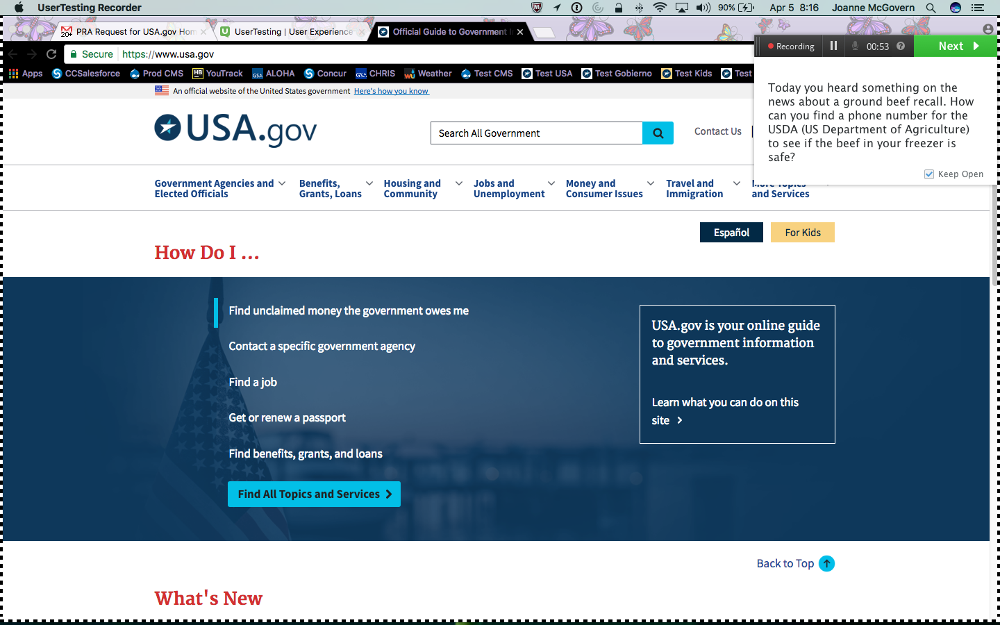 UserTesting Recorder
90%
Apr 5 8:16
Joanne McGovern
20+
PRA Request for USA.gov Hom
UserTesting | User Experience
Official Guide to Government I
Secure
https://www.usa.gov
Apps
CCSalesforce
Prod CMS
HB
YouTrack
GSA
ALOHA
Concur
GSA
CHRIS
Weather
Test CMS
Test USA
Test Gobierno
Test Kids
Test
Recording
00:53
Next
Today you heard something on the
news about a ground beef recall. How
can you find a phone number for the
USDA (US Department of Agriculture)
to see if the beef in your freezer is
safe?
Keep Open
An official website of the United States government
Here's how you know
USA.gov
Search All Government
Contact Us
Government Agencies and
Elected Officials
Benefits,
Grants, Loans
Housing and
Community
Jobs and
Unemployment
Money and
Consumer Issues
Travel and
Immigration
More Topics
and Services
Español
For Kids
How Do I ...
Find unclaimed money the government owes me
Contact a specific government agency
Find a job
Get or renew a passport
Find benefits, grants, and loans
Find All Topics and Services
USA.gov is your online guide
to government information
and services.
Learn what you can do on this
site
Back to Top
What's New